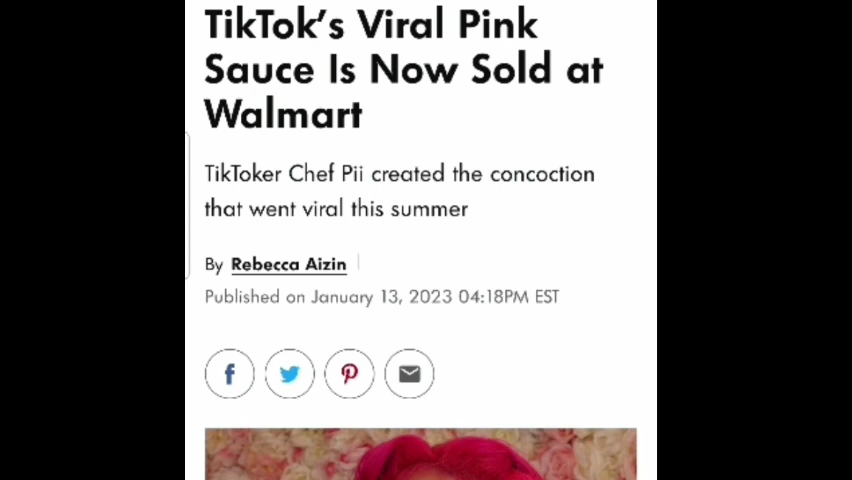 TikTok’s Viral Pink
Sauce Is Now Sold at
Walmart
TikToker Chef Pii created the concoction
that went viral this summer
By Rebecca Aizin
Published on January 13, 2023 04:18PM EST